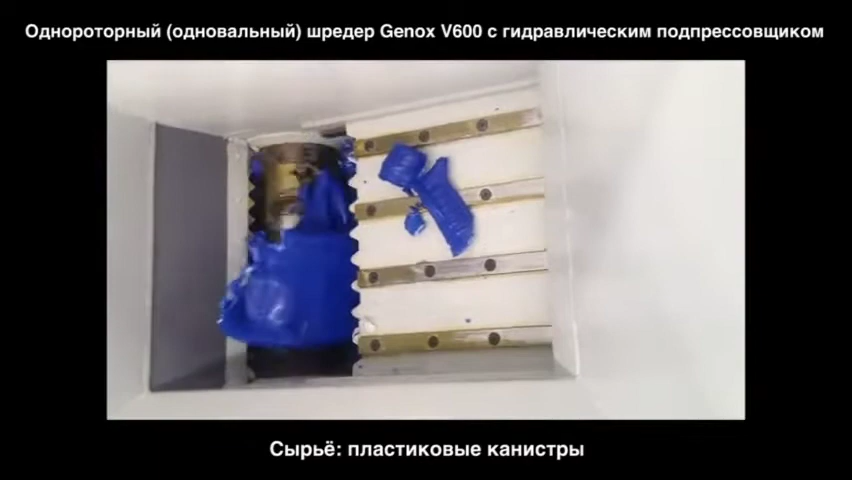 Однороторный (одновальный) шредер Genox V600 с гидравлическим подпрессовщиком
Сырьё: пластиковые канистры